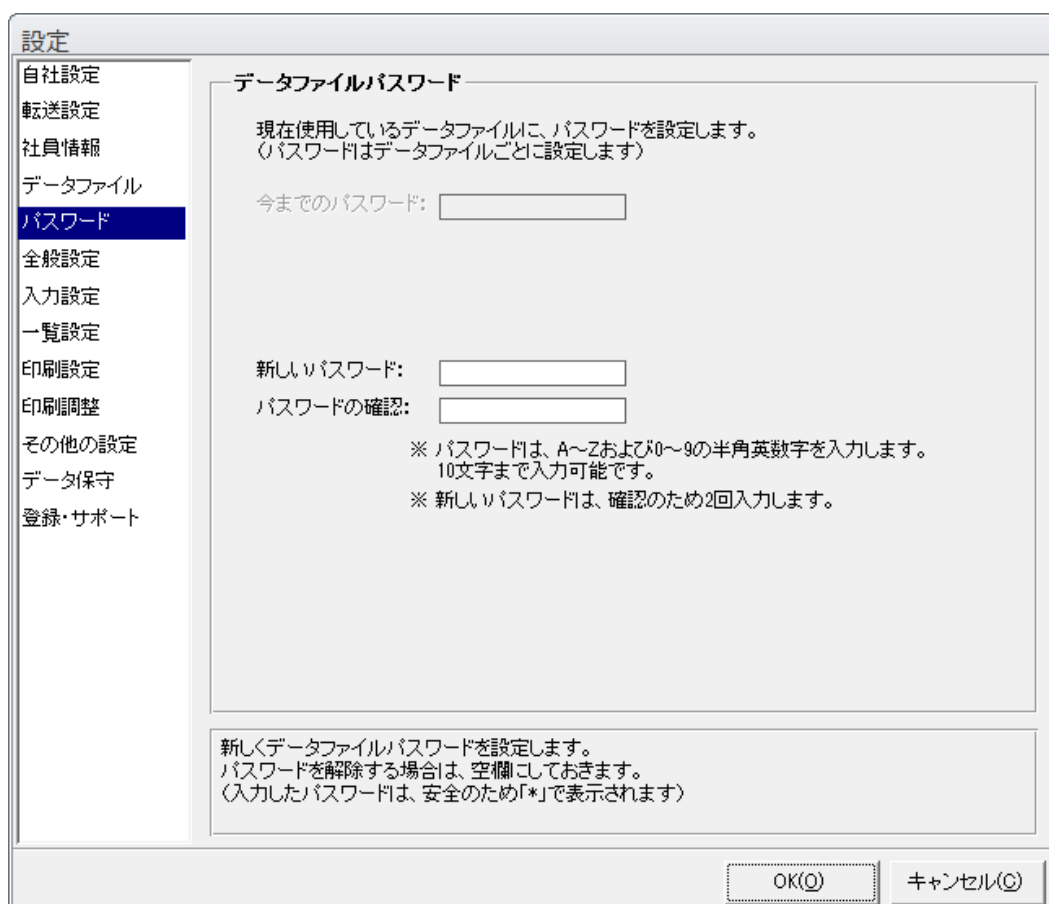 設定
自社設定
転送設定
社員情報
データファイル
パスワード
全般設定
入力設定
一覧設定
印刷設定
印刷調整
その他の設定
データ保守
登録・サポート
データファイルパスワード
現在使用しているデータファイルに、パスワードを設定します。
（パスワードはデータファイルごとに設定します）
今までのパスワード:
新しいパスワード:
パスワードの確認:
※ パスワードは、A～Zおよび0～9の半角英数字を入力します。
10文字まで入力可能です。
※ 新しいパスワードは、確認のため2回入力します。
新しくデータファイルパスワードを設定します。
パスワードを解除する場合は、空欄にしておきます。
（入力したパスワードは、安全のため「*」で表示されます）
OK(O)
キャンセル(C)